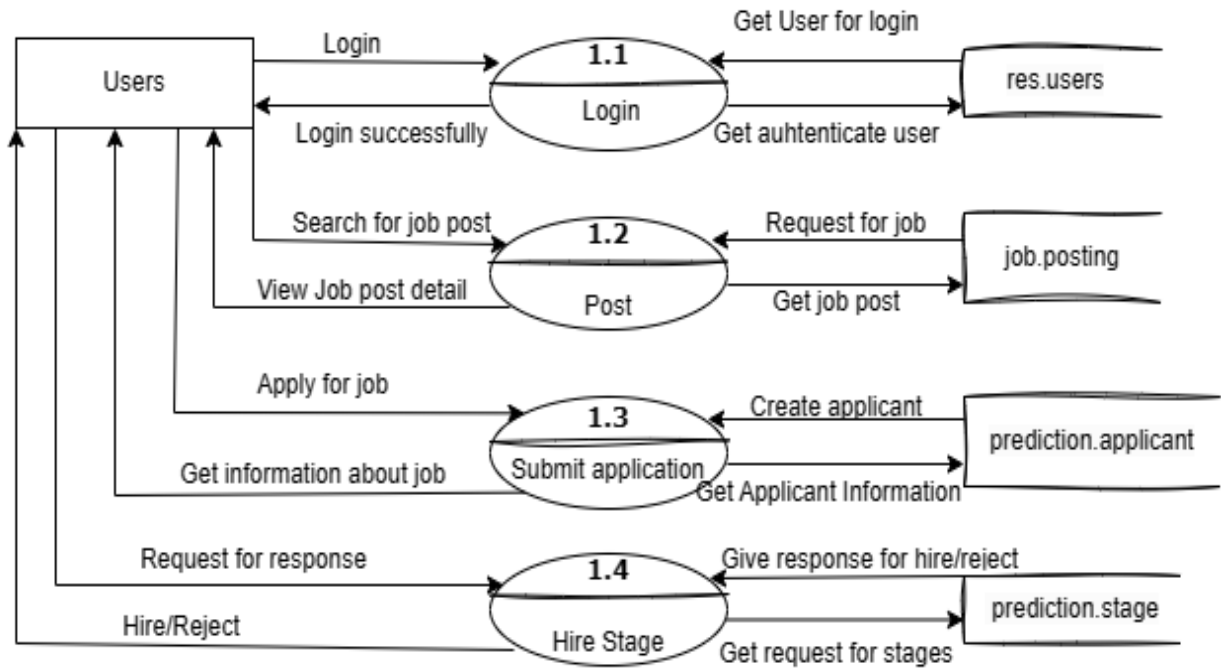 Get User for login
Login
1.1
Users
res.users
Login
Login successfully
Get auhtenticate user
Search for job post
1.2
Request for job
job.posting
View Job post detail
Post
Get job post
Apply for job
Create applicant
1.3
prediction.applicant
Get information about job
Submit application
Get Applicant Information
Request for response
1.4
Give response for hire/reject
prediction.stage
Hire/Reject
Hire Stage
Get request for stages